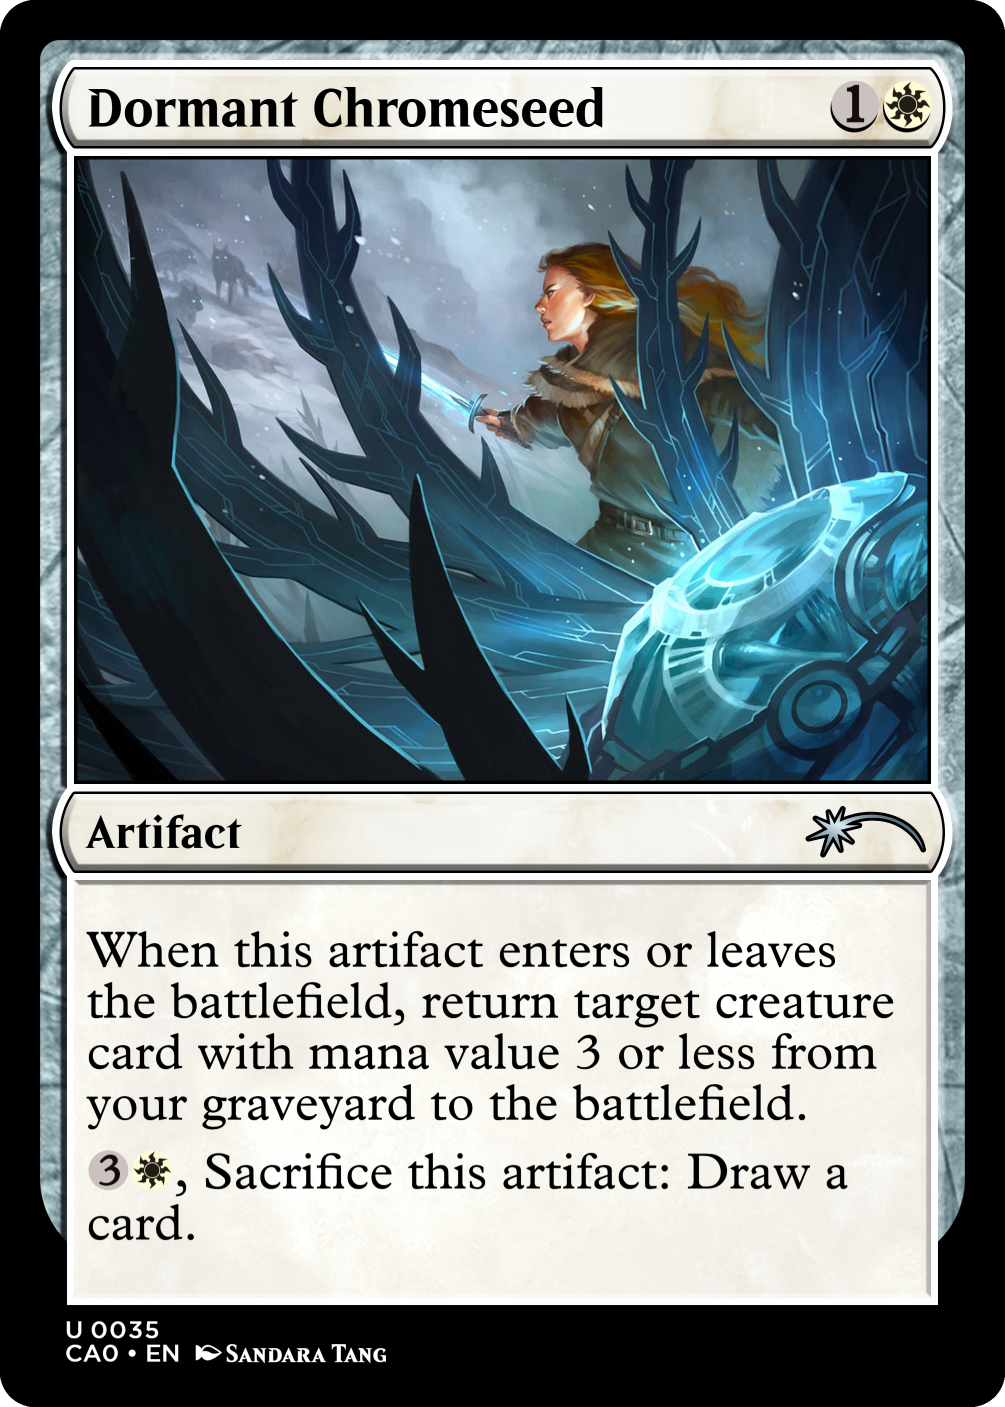 Dormant Chromeseed 1
Artifact
When this artifact enters or leaves
the battlefield, return target creature
card with mana value 3 or less from
your graveyard to the battlefield.
3, Sacrifice this artifact: Draw a
card.
U 0035
CAO • EN Sandara Tang